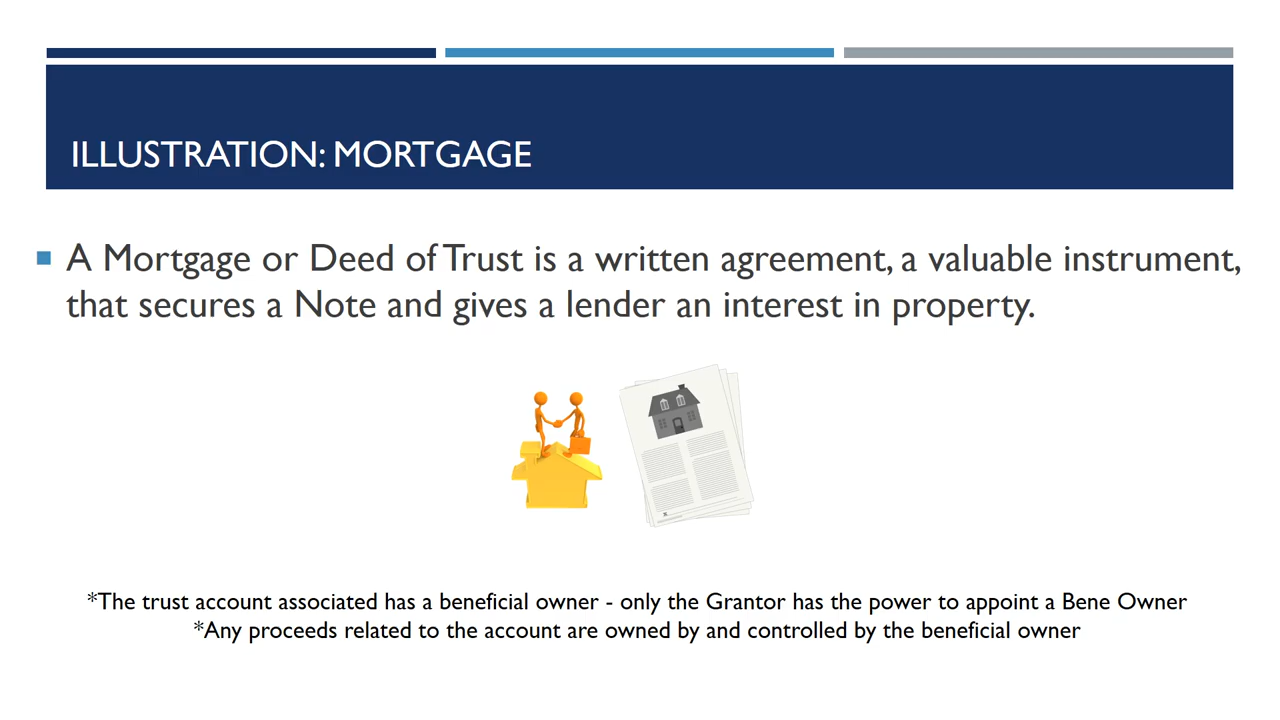 ILLUSTRATION: MORTGAGE
A Mortgage or Deed of Trust is a written agreement, a valuable instrument,
that secures a Note and gives a lender an interest in property.
*The trust account associated has a beneficial owner - only the Grantor has the power to appoint a Bene Owner
*Any proceeds related to the account are owned by and controlled by the beneficial owner